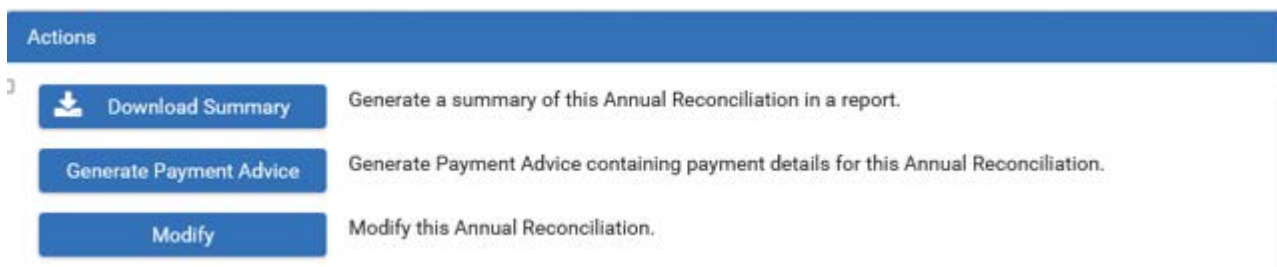 Actions
Download Summary Generate a summary of this Annual Reconciliation in a report.
Generate Payment Advice Generate Payment Advice containing payment details for this Annual Reconciliation.
Modify Modify this Annual Reconciliation.